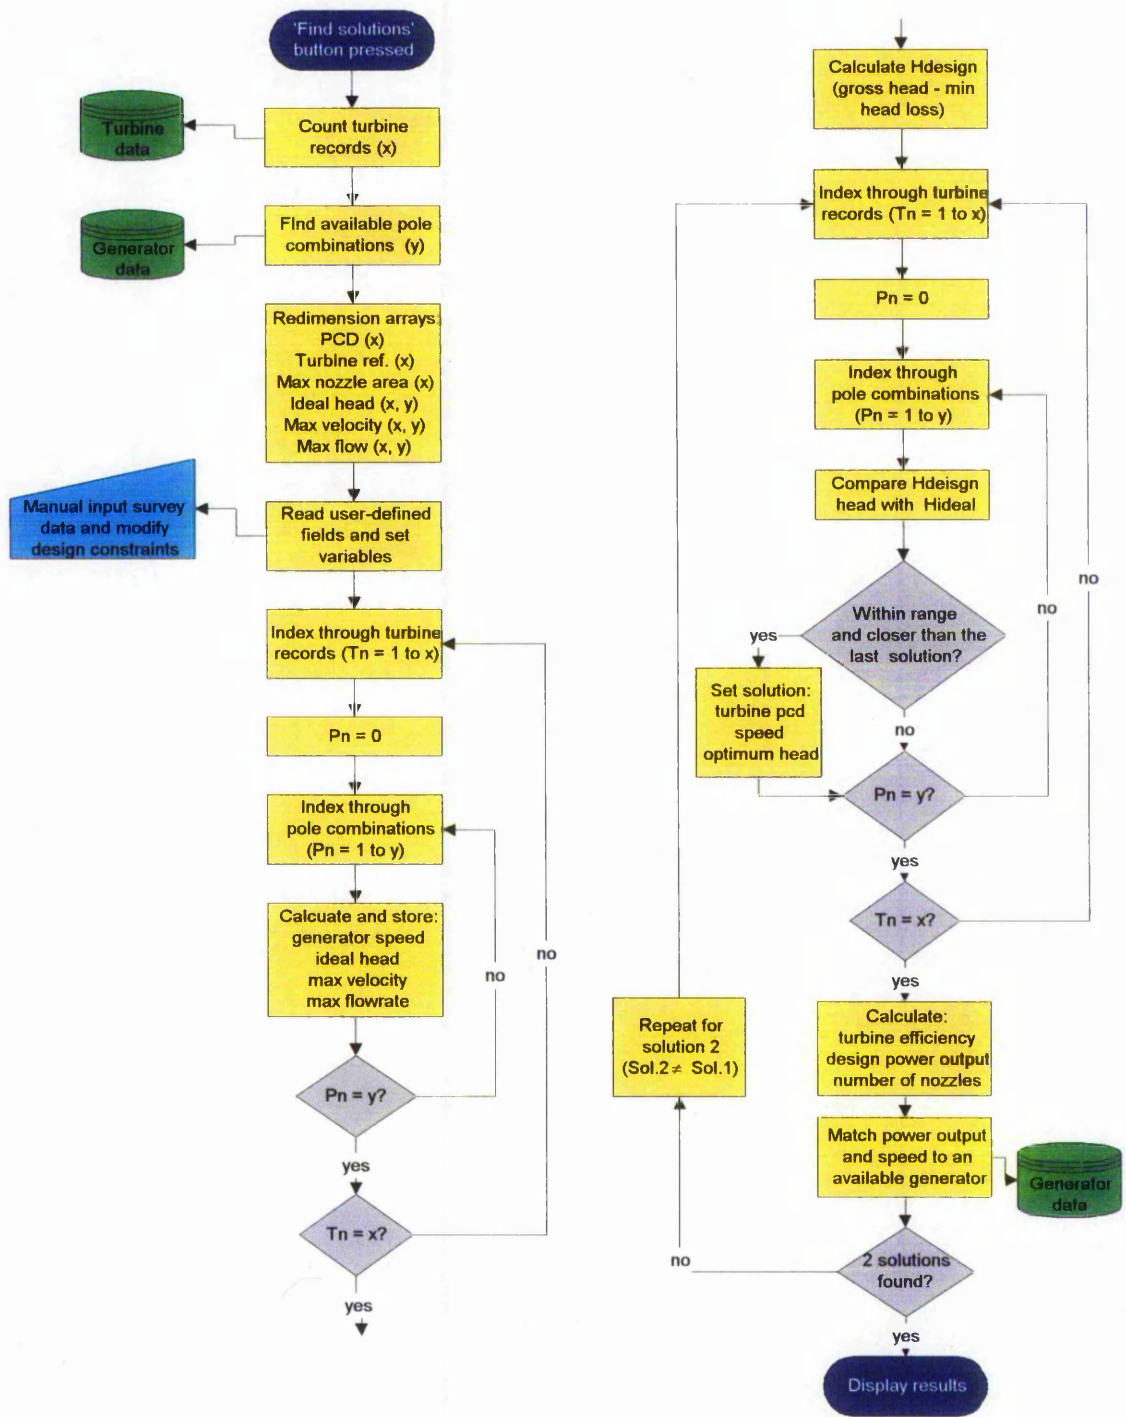 'Find solutions'
button pressed
Turbine
data
Count turbine
records (x)
Generator
data
FInd available pole
combinations (y)
Redimension arrays:
PCD (x)
Turbine ref. (x)
Max nozzle area (x)
Ideal head (x, y)
Max velocity (x, y)
Max flow (x, y)
Manual input survey
data and modify
design constraints
Read user-defined
fields and set
variables
Index through turbine
records (Tn = 1 to x)
Pn = 0
Index through
pole combinations
(Pn = 1 to y)
Calcuate and store:
generator speed
ideal head
max velocity
max flowrate
no
no
Pn = y?
yes
Tn = x?
yes
Calculate Hdesign
(gross head - min
head loss)
Index through turbine
records (Tn = 1 to x)
Pn = 0
Index through
pole combinations
(Pn = 1 to y)
Compare Hdeisgn
head with Hideal
no
no
Within range
and closer than the
last solution?
yes
Set solution:
turbine pcd
speed
optimum head
no
Pn = y?
yes
Tn = x?
yes
Calculate:
turbine efficiency
design power output
number of nozzles
Repeat for
solution 2
(Sol.2 ≠ Sol.1)
Match power output
and speed to an
available generator
Generator
data
no
2 solutions
found?
yes
Display results